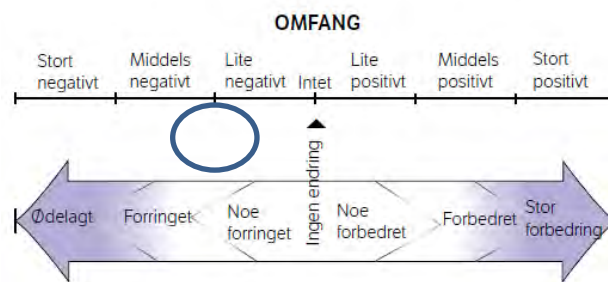 OMFANG
Stort negativt
Middels negativt
Lite negativt
Intet
Lite positivt
Middels positivt
Stort positivt
Ingen endring
Ødelagt
Forringet
Noe forringet
Noe forbedret
Forbedret
Stor forbedring